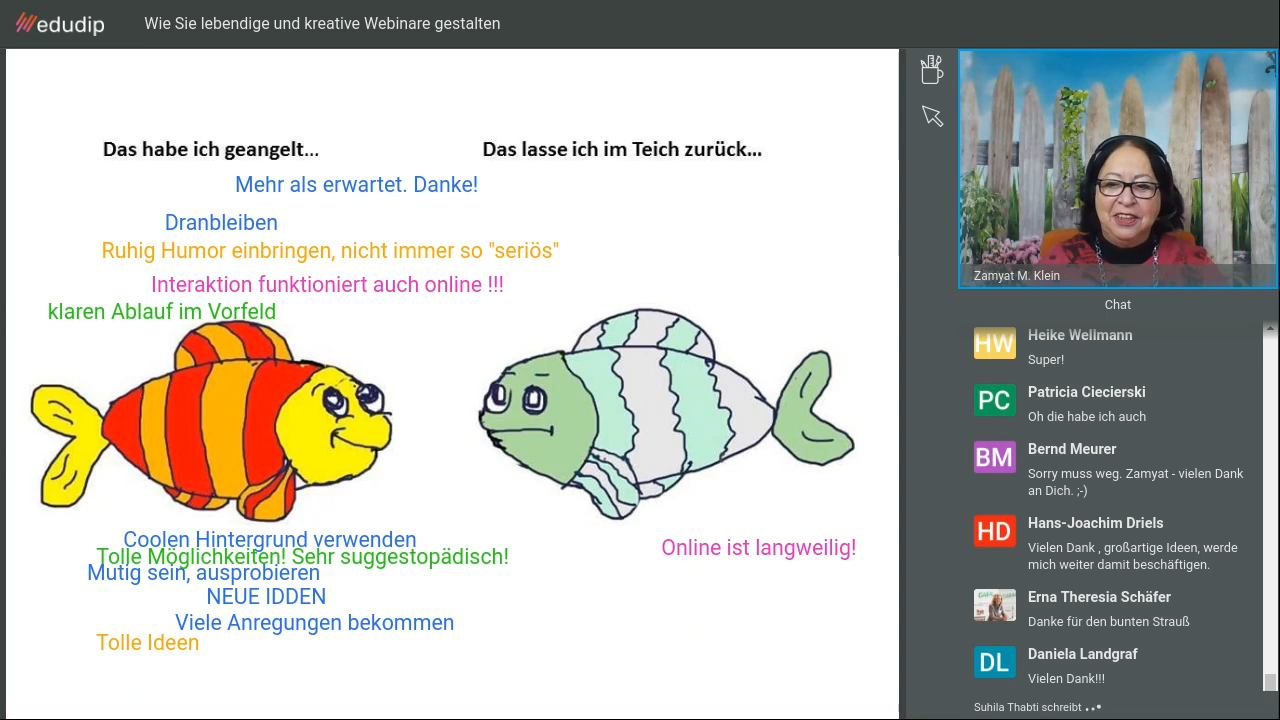 edudip
Wie Sie lebendige und kreative Webinare gestalten
Das habe ich geangelt...
Das lasse ich im Teich zurück...
Mehr als erwartet. Danke!
Dranbleiben
Ruhig Humor einbringen, nicht immer so "seriös"
Interaktion funktioniert auch online !!!
klaren Ablauf im Vorfeld
Coolen Hintergrund verwenden
Tolle Möglichkeiten! Sehr suggestopädisch!
Mutig sein, ausprobieren
NEUE IDDEN
Viele Anregungen bekommen
Tolle Ideen
Online ist langweilig!
Zamyat M. Klein
Chat
HW
Heike Wellmann
Super!
PC
Patricia Ciecierski
Oh die habe ich auch
BM
Bernd Meurer
Sorry muss weg. Zamyat - vielen Dank
an Dich. ;-)
HD
Hans-Joachim Driels
Vielen Dank , großartige Ideen, werde
mich weiter damit beschäftigen.
Erna Theresia Schäfer
Danke für den bunten Strauß
DL
Daniela Landgraf
Vielen Dank!!!
Suhila Thabti schreibt